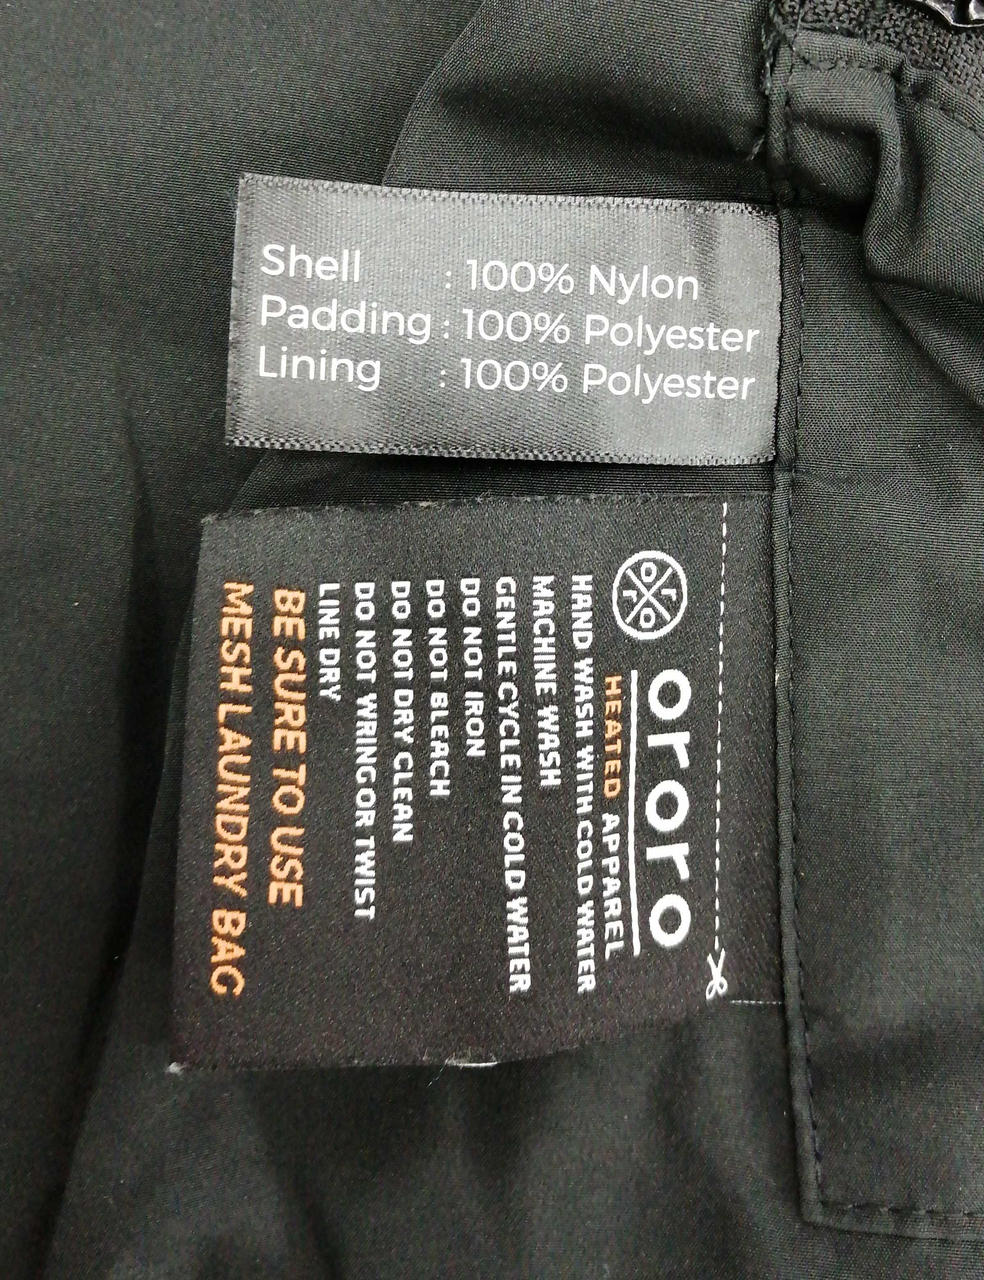 Shell : 100% Nylon
Padding : 100% Polyester
Lining : 100% Polyester
ororo
ororo
HEATED APPAREL
HAND WASH WITH COLD WATER
MACHINE WASH
GENTLE CYCLE IN COLD WATER
DO NOT IRON
DO NOT BLEACH
DO NOT DRY CLEAN
DO NOT WRING OR TWIST
LINE DRY
BE SURE TO USE
MESH LAUNDRY BAG